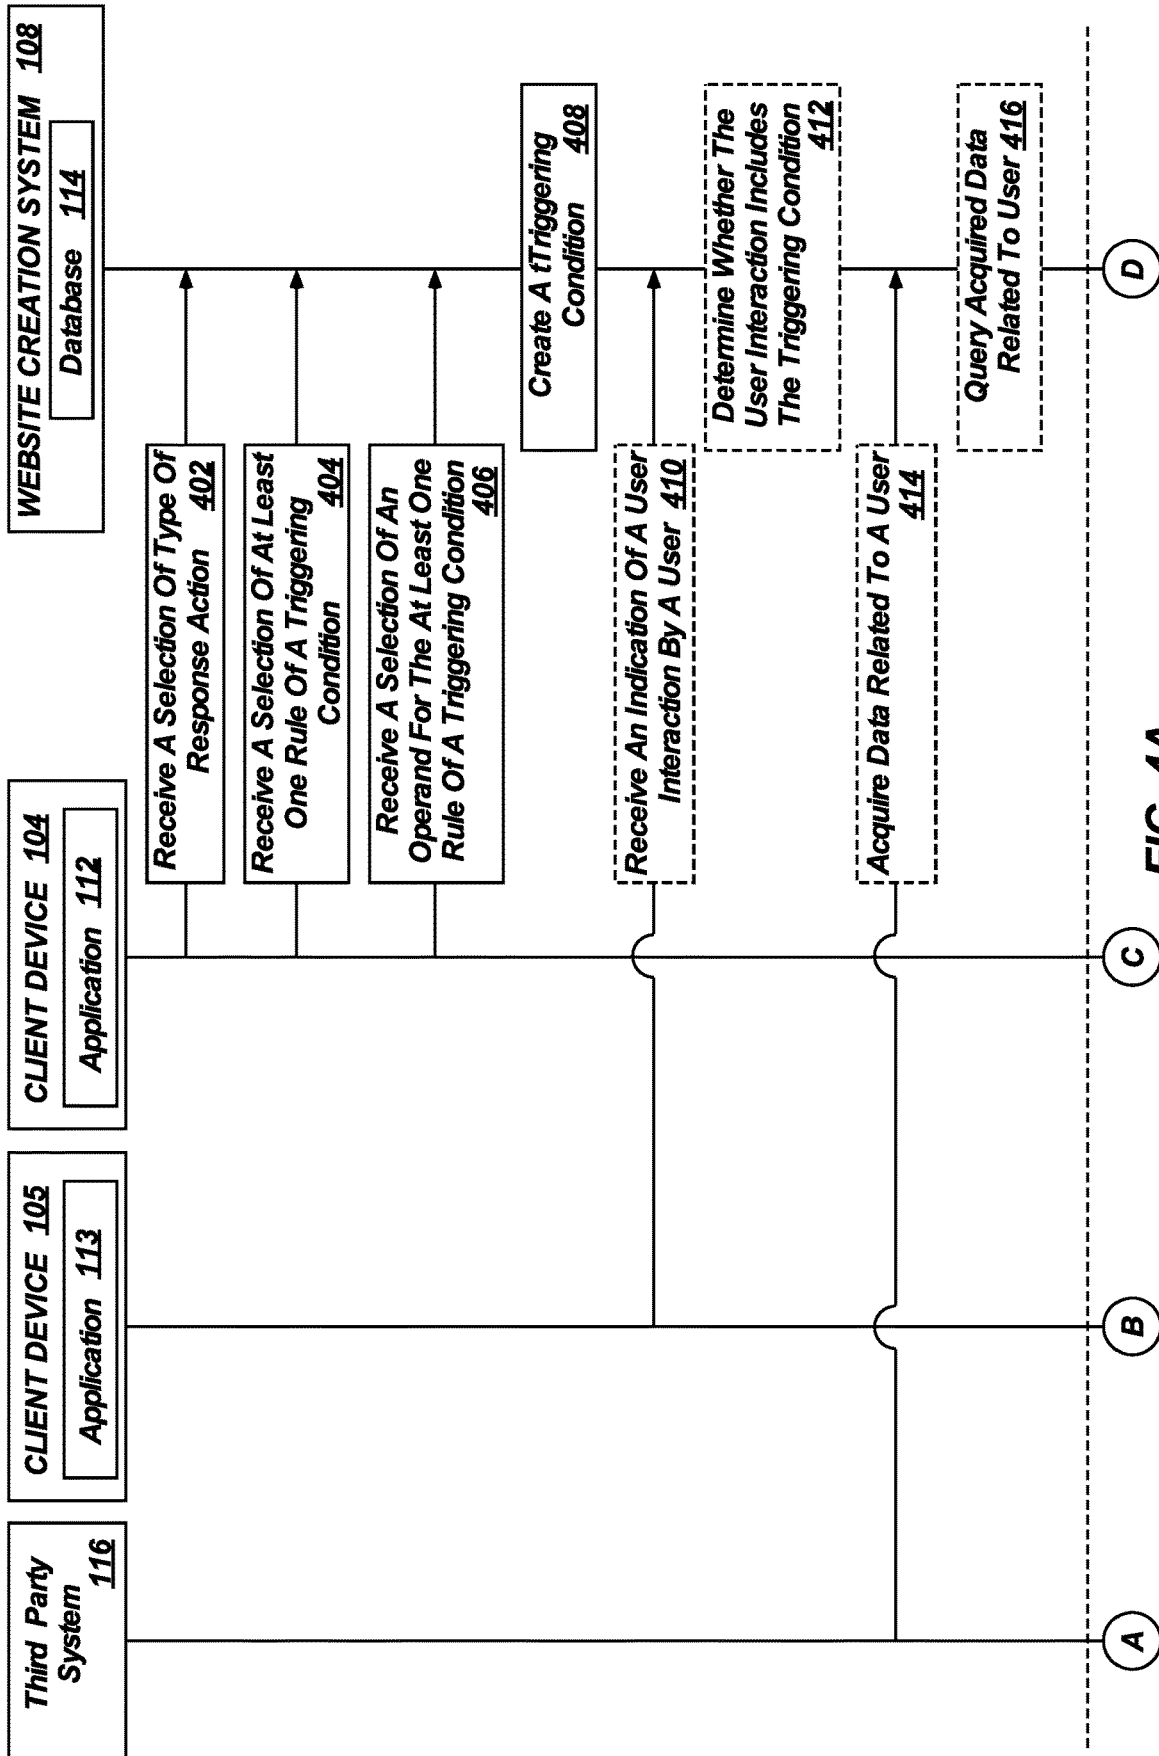 Third Party
System
116
CLIENT DEVICE 105
Application 113
CLIENT DEVICE 104
Application 112
WEBSITE CREATION SYSTEM 108
Database 114
Receive A Selection Of Type Of
Response Action 402
Receive A Selection Of At Least
One Rule Of A Triggering
Condition 404
Receive A Selection Of An
Operand For The At Least One
Rule Of A Triggering Condition
406
Create A tTriggering
Condition 408
Receive An Indication Of A User
Interaction By A User 410
Determine Whether The
User Interaction Includes
The Triggering Condition
412
Acquire Data Related To A User
414
Query Acquired Data
Related To User 416
A
B
C
D
FIG. 4A